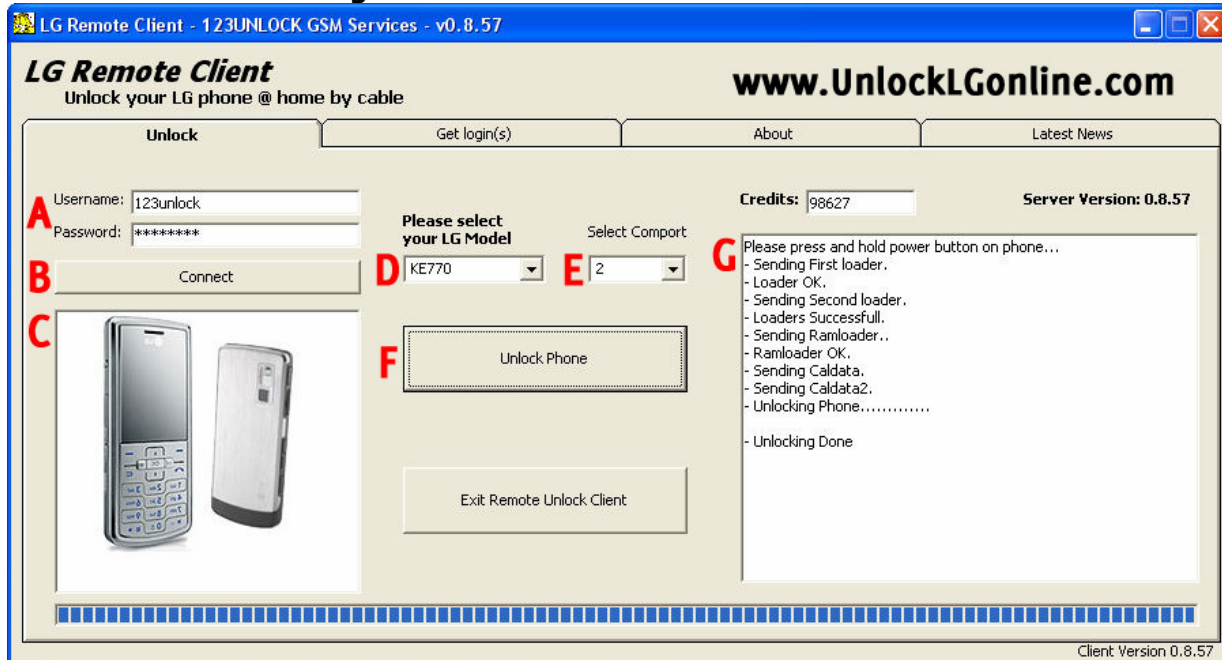 LG Remote Client - 123UNLOCK GSM Services - v0.8.57
LG Remote Client
Unlock your LG phone @ home by cable
www.UnlockLGonline.com
Unlock
Get login(s)
About
Latest News
A
Username: 123unlock
Password: ********
B
Connect
C
Please select
your LG Model
D
KE770
Select Comport
E
2
F
Unlock Phone
Exit Remote Unlock Client
Credits: 98627
Server Version: 0.8.57
G
Please press and hold power button on phone...
- Sending First loader.
- Loader OK.
- Sending Second loader.
- Loaders Successfull.
- Sending Ramloader..
- Ramloader OK.
- Sending Caldata.
- Sending Caldata2.
- Unlocking Phone.............
- Unlocking Done
Client Version 0.8.57